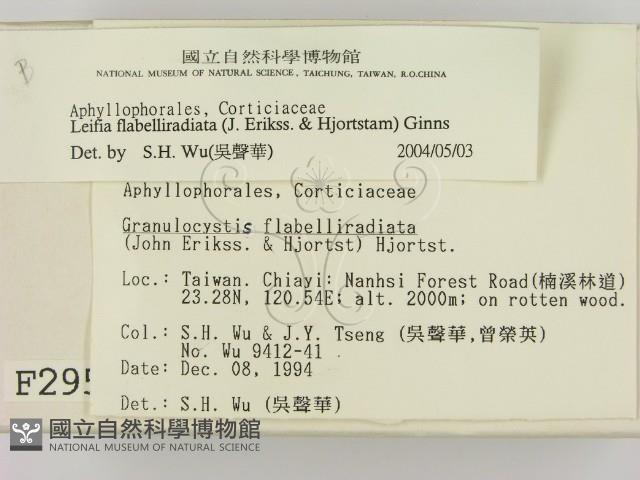 B
國立自然科學博物館
NATIONAL MUSEUM OF NATURAL SCIENCE, TAICHUNG, TAIWAN, R.O.CHINA
Aphyllophorales, Corticiaceae
Leifia flabelliradiata (J. Erikss. & Hjortstam) Ginns
Det. by S.H. Wu(吳聲華) 2004/05/03
Aphyllophorales, Corticiaceae
Granulocystis flabelliradiata
(John Erikss. & Hjortst) Hjortst.
Loc.: Taiwan. Chiayi: Nanhsi Forest Road(楠溪林道)
23.28N, 120.54E; alt. 2000m; on rotten wood.
Col.: S.H. Wu & J.Y. Tseng (吳聲華,曾榮英)
No. Wu 9412-41
Date: Dec. 08, 1994
F295
Det.: S.H. Wu (吳聲華)
國立自然科學博物館
NATIONAL MUSEUM OF NATURAL SCIENCE